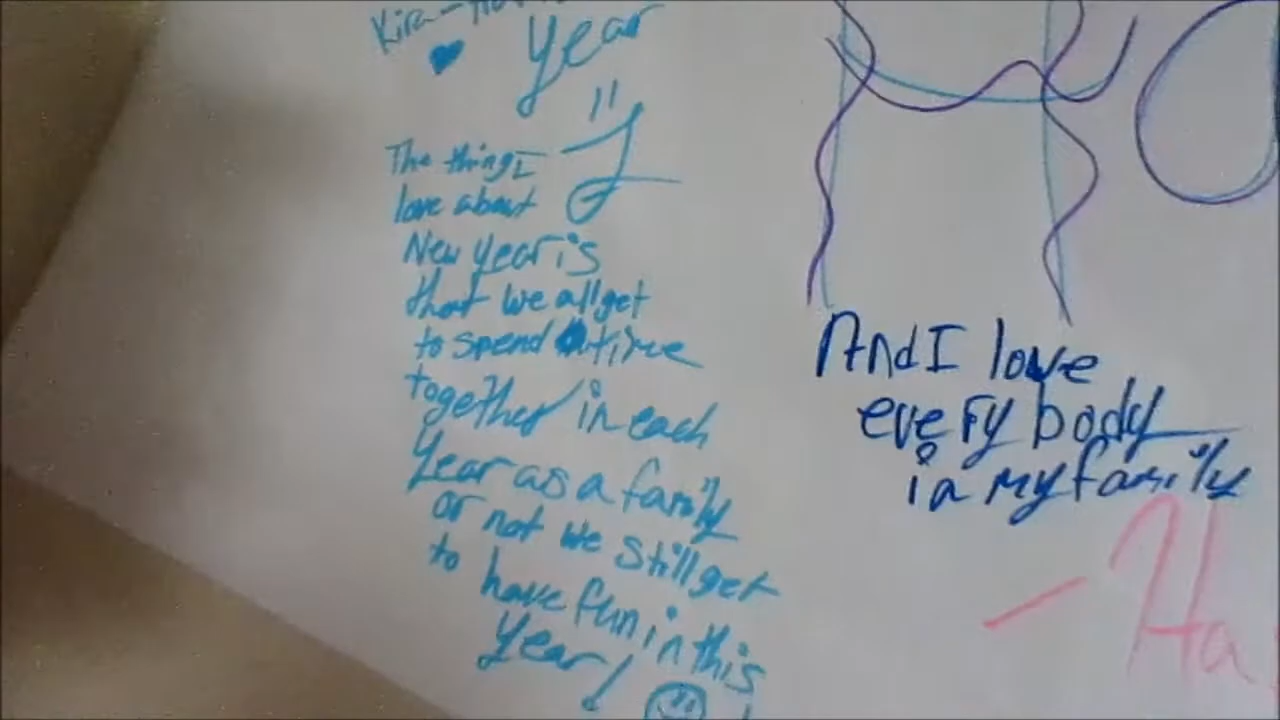 Kira-
Year
The thing I
love about
New year is
that we all get
to spend time
together in each
Year as a family
or not we still get
to have fun in this
Year!
And I love
every body
in my family
-Ha